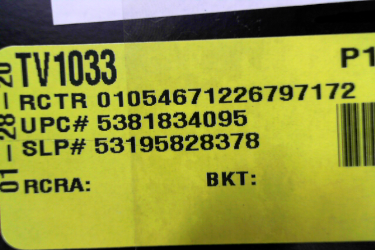 TV1033
P1
RCTR 01054671226797172
UPC# 5381834095
SLP# 53195828378
RCRA: BKT:
01-28-20